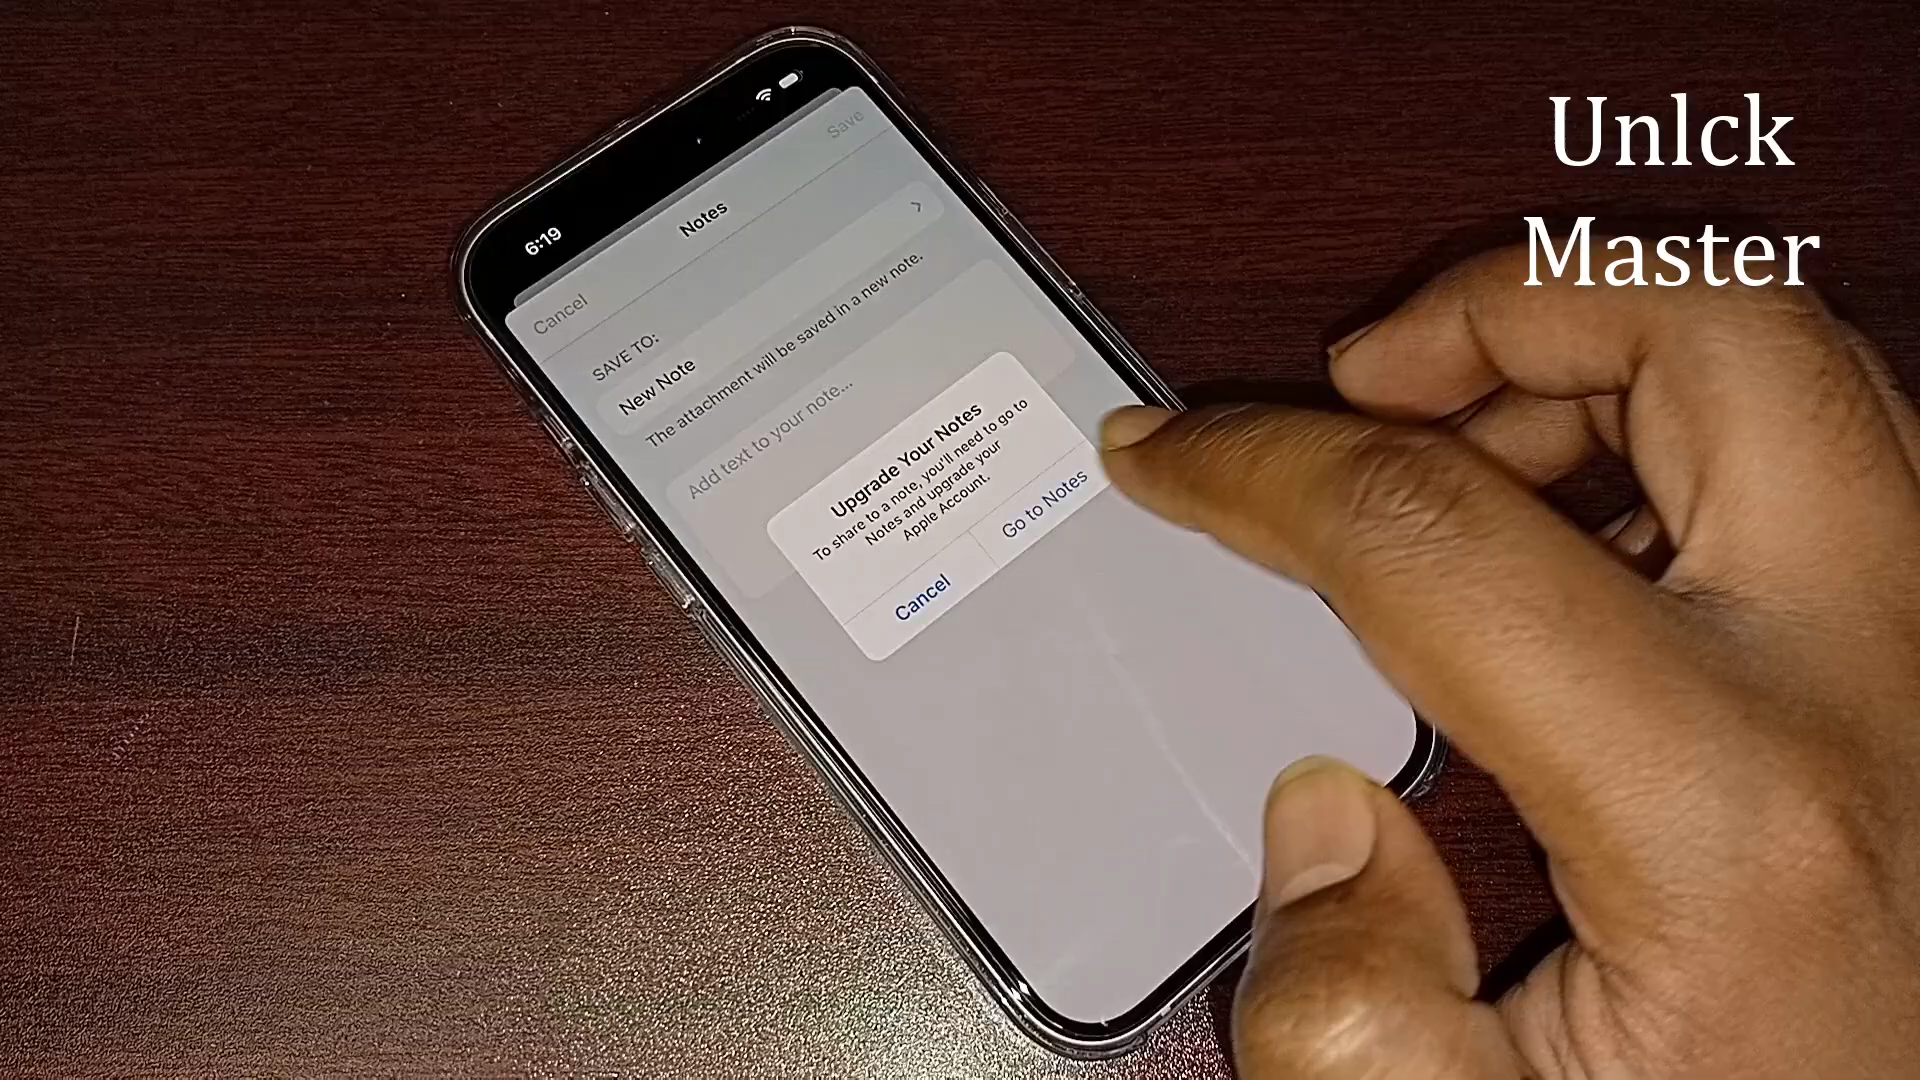 Unlck
Master
6:19
Cancel
Notes
Save
SAVE TO:
New Note
The attachment will be saved in a new note.
Add text to your note...
Upgrade Your Notes
To share to a note, you'll need to go to
Notes and upgrade your
Apple Account.
Cancel
Go to Notes